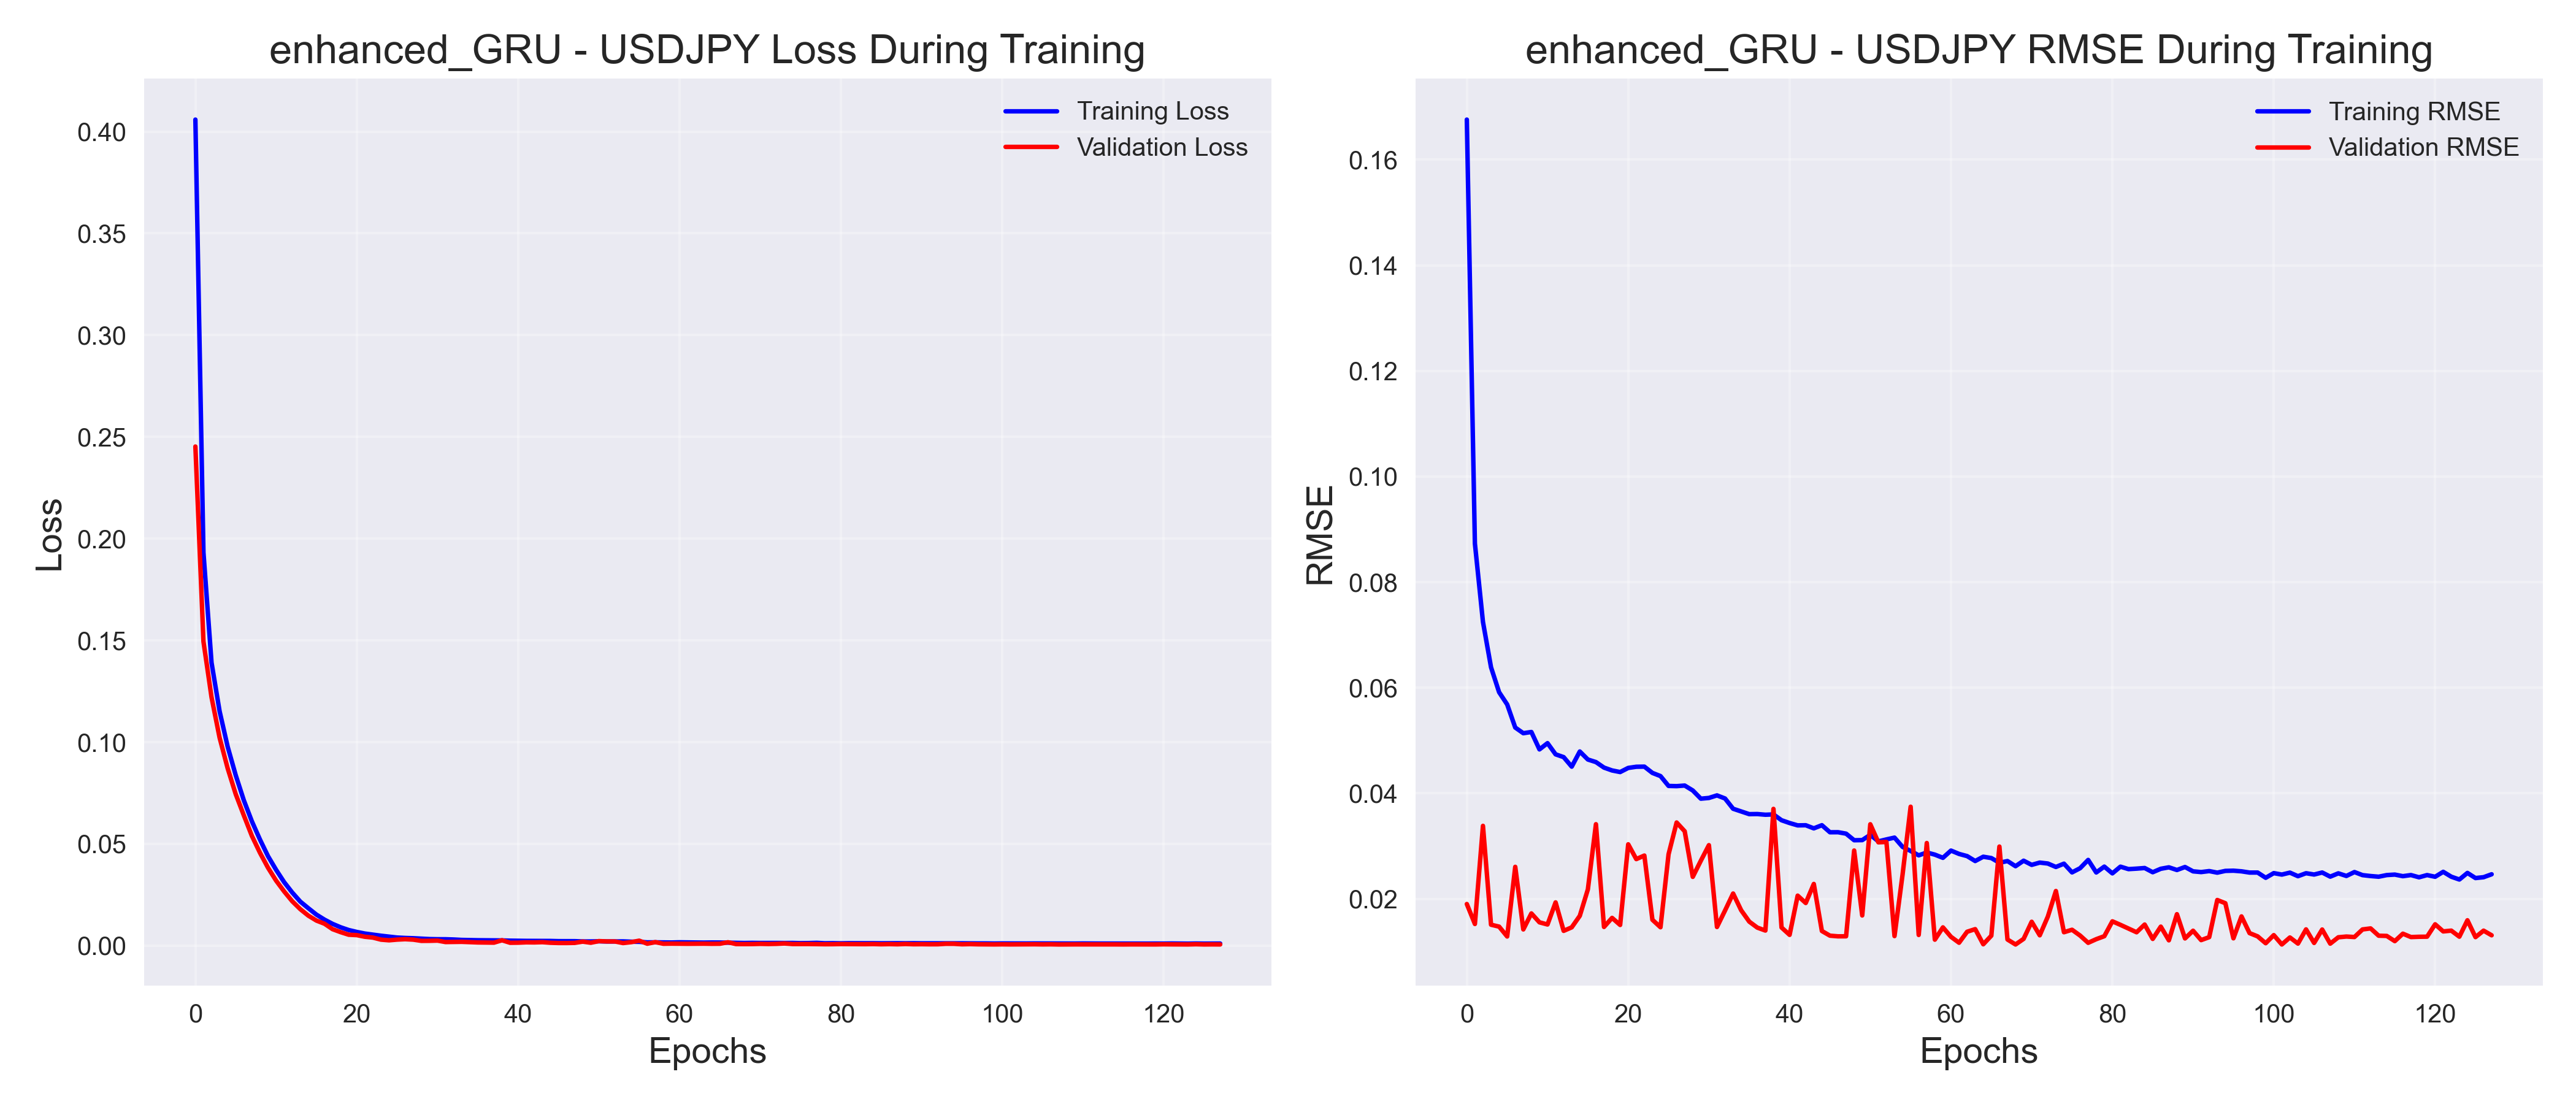 enhanced_GRU - USDJPY Loss During Training
Training Loss
Validation Loss
0.40
0.35
0.30
0.25
0.20
0.15
0.10
0.05
0.00
Loss
0 20 40 60 80 100 120
Epochs
enhanced_GRU - USDJPY RMSE During Training
Training RMSE
Validation RMSE
0.16
0.14
0.12
0.10
0.08
0.06
0.04
0.02
RMSE
0 20 40 60 80 100 120
Epochs